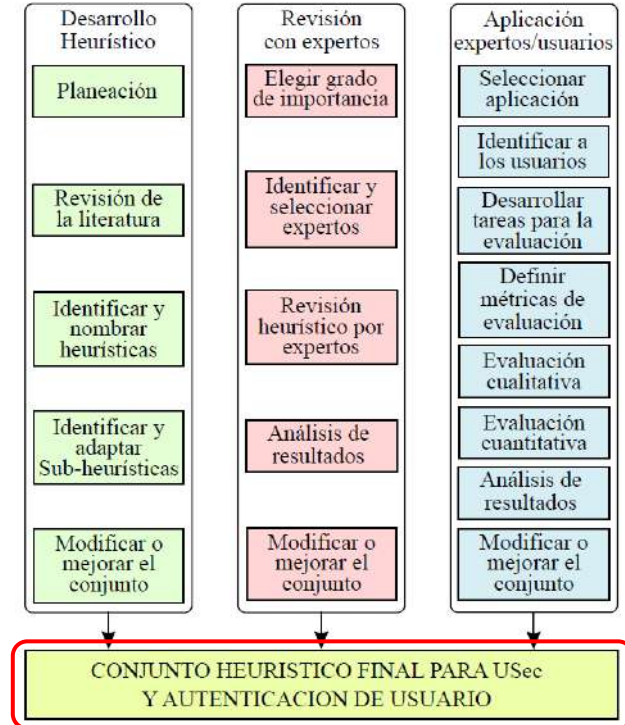 Desarrollo
Heurístico
Planeación
Revisión de
la literatura
Identificar y
nombrar
heurísticas
Identificar y
adaptar
Sub-heurísticas
Modificar o
mejorar el
conjunto
Revisión
con expertos
Elegir grado
de importancia
Identificar y
seleccionar
expertos
Revisión
heurístico por
expertos
Análisis de
resultados
Modificar o
mejorar el
conjunto
Aplicación
expertos/usuarios
Seleccionar
aplicación
Identificar a
los usuarios
Desarrollar
tareas para la
evaluación
Definir
métricas de
evaluación
Evaluación
cualitativa
Evaluación
cuantitativa
Análisis de
resultados
Modificar o
mejorar el
conjunto
CONJUNTO HEURISTICO FINAL PARA USec
Y AUTENTICACION DE USUARIO